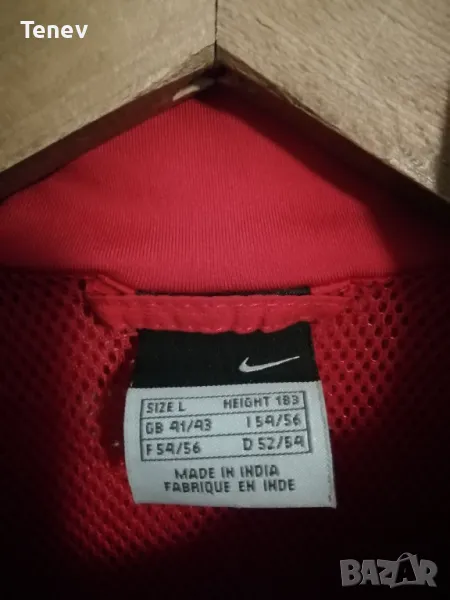 Tenev
SIZE L HEIGHT 183
GB 41/43 I 54/56
F 54/56 D 52/54
MADE IN INDIA
FABRIQUE EN INDE
BAZAR